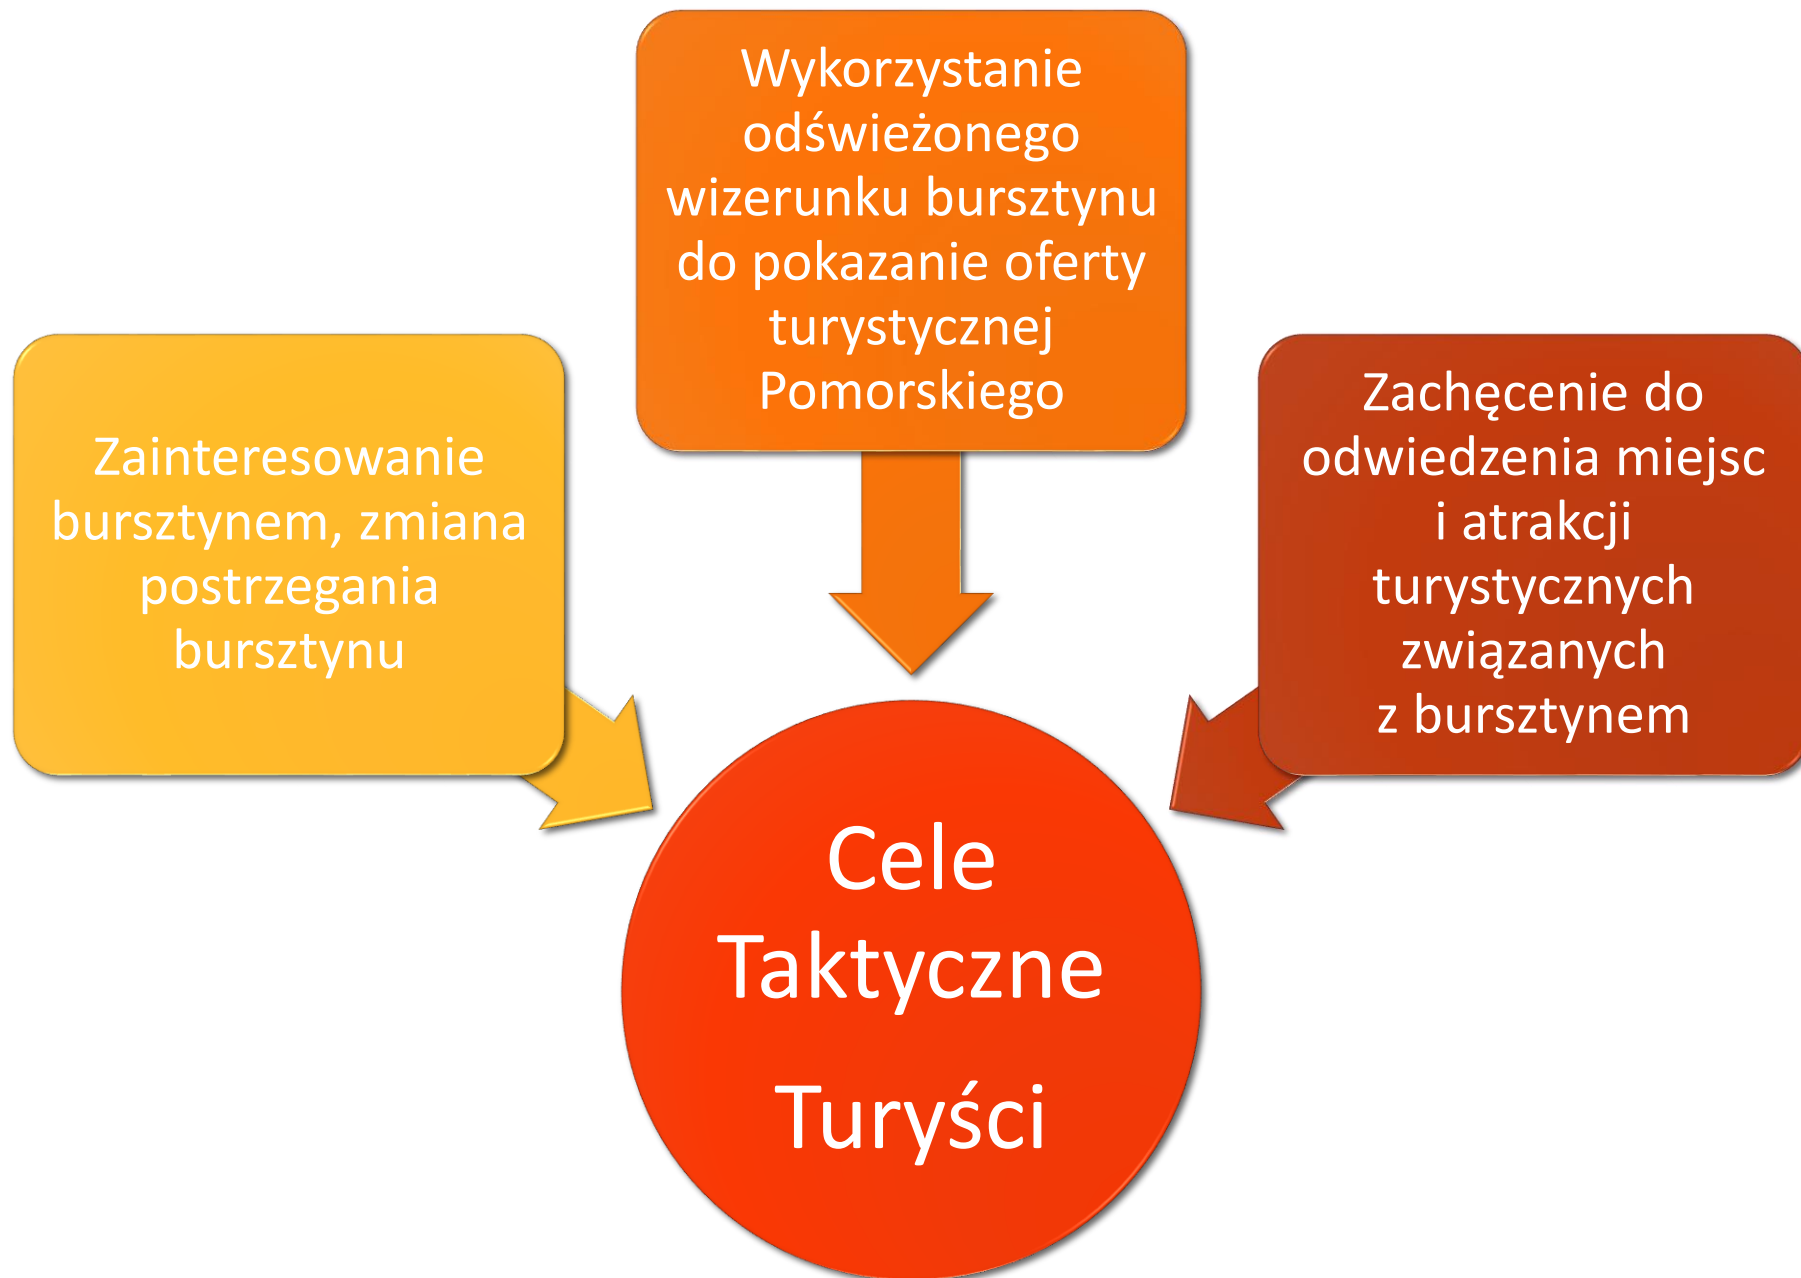 Wykorzystanie
odświeżonego
wizerunku bursztynu
do pokazanie oferty
turystycznej
Pomorskiego
Zainteresowanie
bursztynem, zmiana
postrzegania
bursztynu
Zachęcenie do
odwiedzenia miejsc
i atrakcji
turystycznych
związanych
z bursztynem
Cele
Taktyczne
Turyści